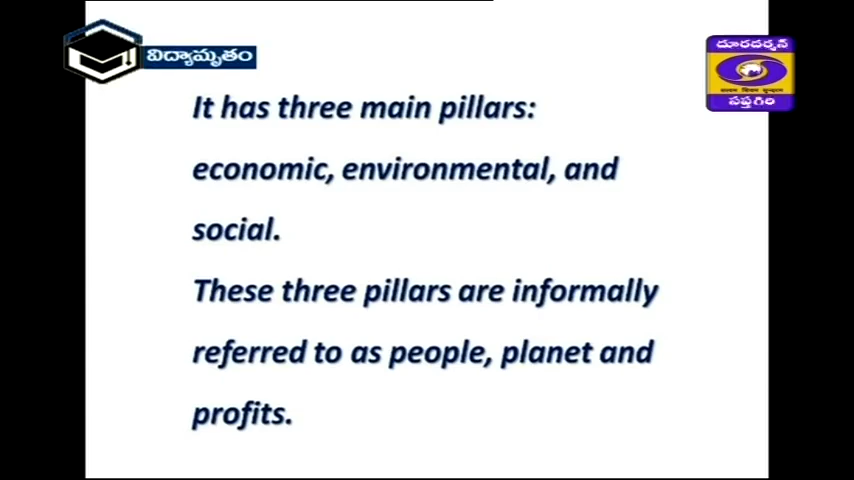 విద్యామృతం
దూరదర్శన్
సప్తగిరి
It has three main pillars:
economic, environmental, and
social.
These three pillars are informally
referred to as people, planet and
profits.